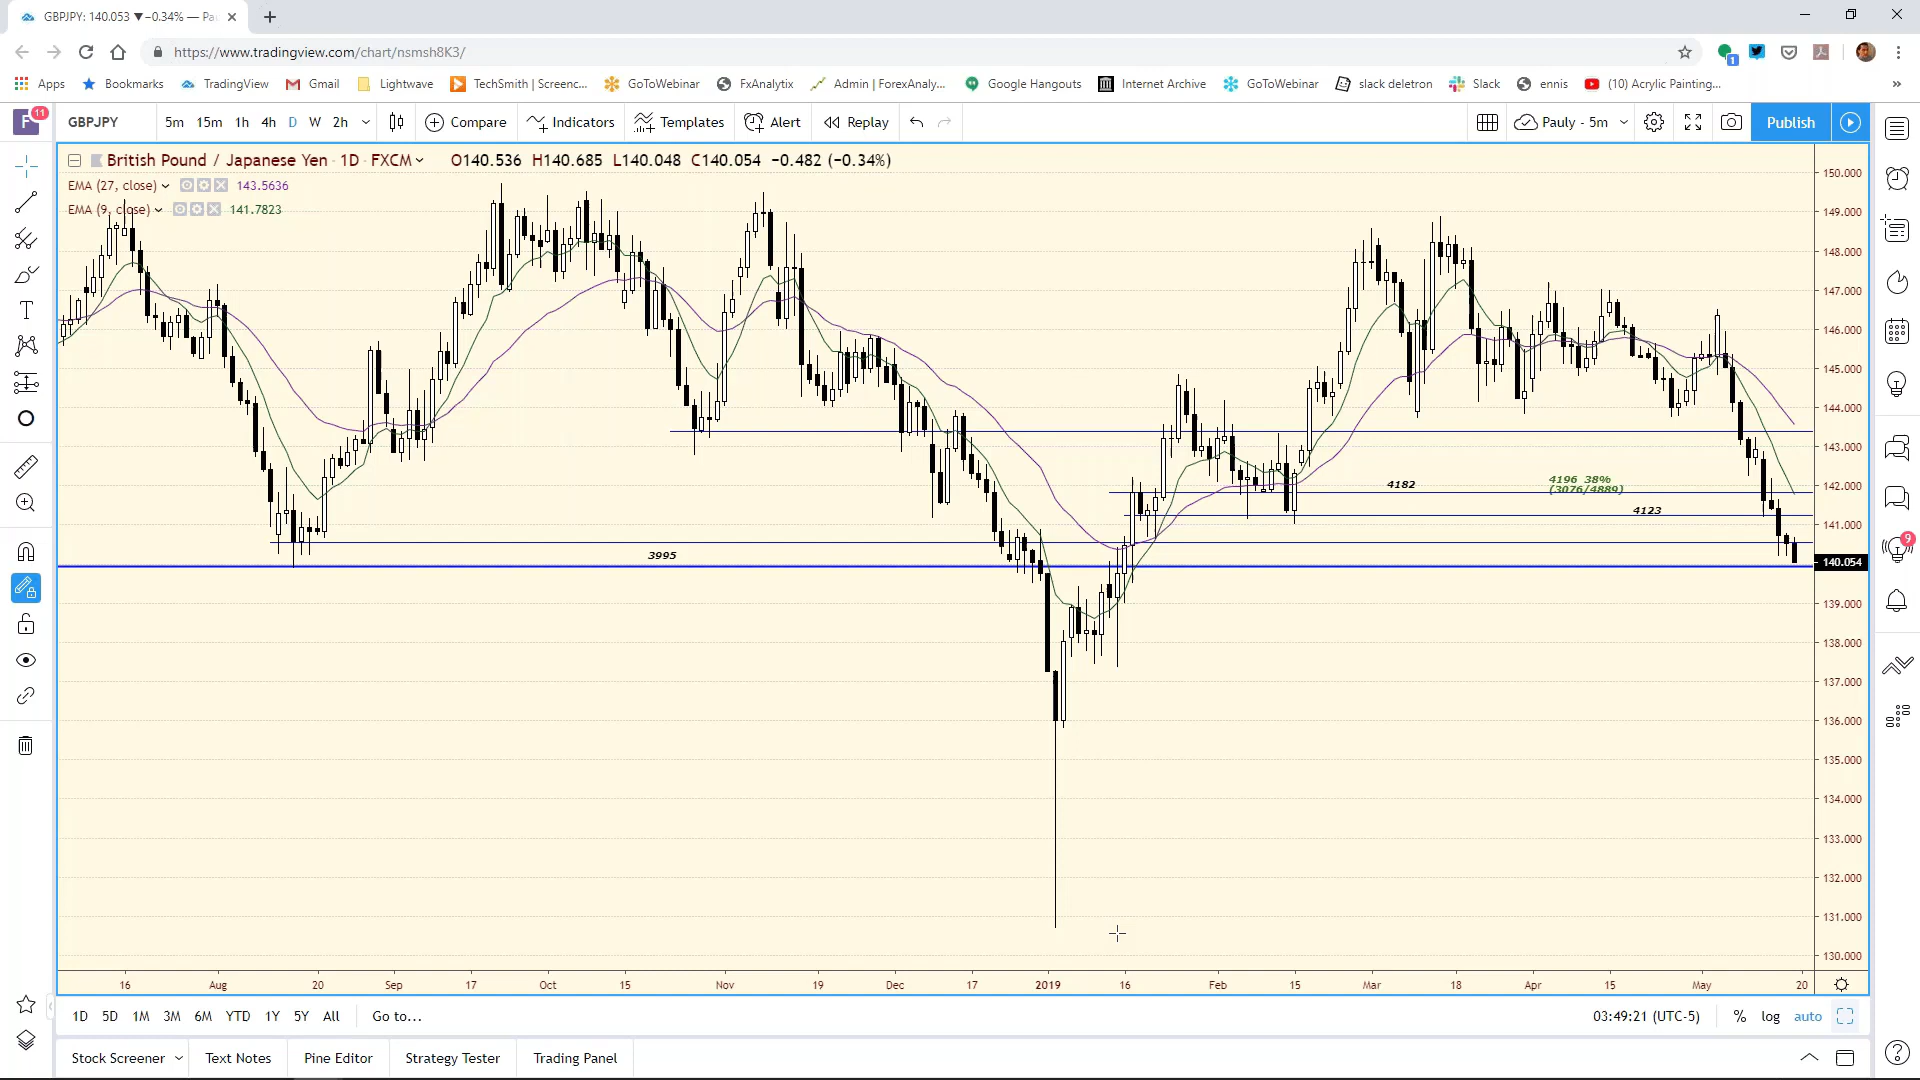 GBPJPY: 140.053 ▼−0.34% — Pau
https://www.tradingview.com/chart/nsmsh8K3/
1
Apps Bookmarks TradingView Gmail Lightwave TechSmith | Screenc... GoToWebinar FxAnalytix Admin | ForexAnaly... Google Hangouts Internet Archive GoToWebinar slack deletron Slack ennis (10) Acrylic Painting... »
F 11 GBPJPY 5m 15m 1h 4h D W 2h Compare Indicators Templates Alert Replay Pauly - 5m Publish
British Pound / Japanese Yen · 1D · FXCM O140.536 H140.685 L140.048 C140.054 −0.482 (−0.34%)
EMA (27, close) 143.5636
EMA (9, close) 141.7823
150.000
149.000
148.000
147.000
146.000
145.000
144.000
143.000
142.000
141.000
140.054
139.000
138.000
137.000
136.000
135.000
134.000
133.000
132.000
131.000
130.000
4182
4196 38%
(3076/4889)
4123
3995
9
16 Aug 20 Sep 17 Oct 15 Nov 19 Dec 17 2019 16 Feb 15 Mar 18 Apr 15 May 20
1D 5D 1M 3M 6M YTD 1Y 5Y All Go to... 03:49:21 (UTC-5) % log auto
Stock Screener Text Notes Pine Editor Strategy Tester Trading Panel